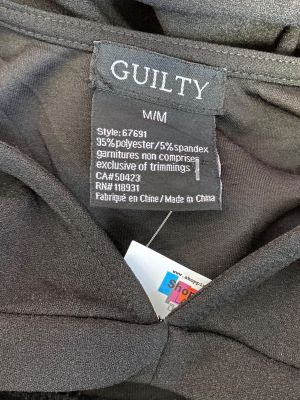 GUILTY
M/M
Style: 67691
95%polyester/5%spandex
garnitures non comprises
exclusive of trimmings
CA#50423
RN#118931
Fabriqué en Chine/Made in China
Shop